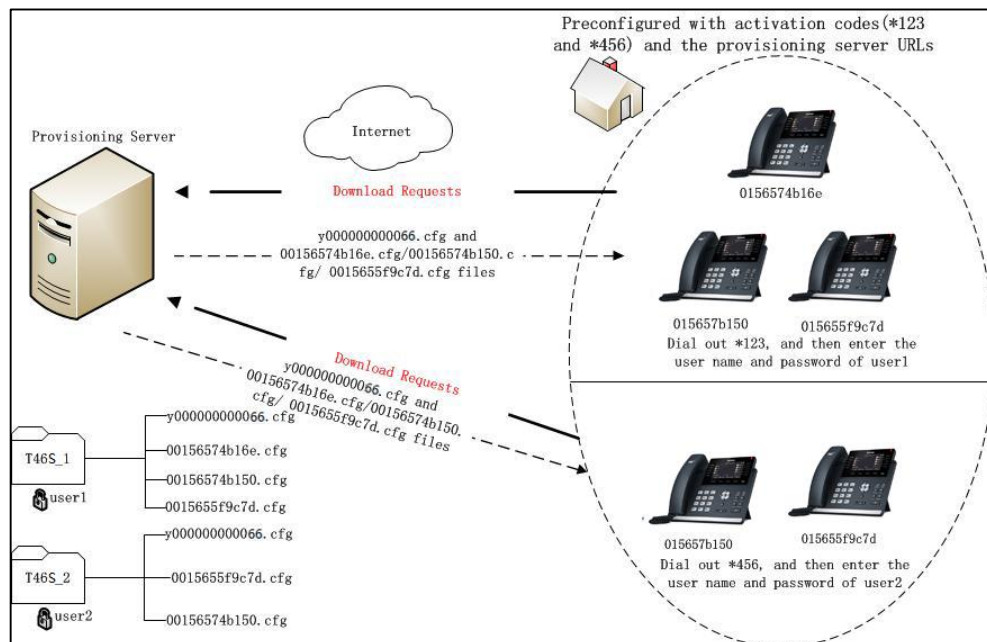 Preconfigured with activation codes(*123
and *456) and the provisioning server URLs
Provisioning Server
Internet
Download Requests
0156574b16e
y000000000066.cfg and
00156574b16e.cfg/00156574b150.c
fg/ 0015655f9c7d.cfg files
015657b150
015655f9c7d
Dial out *123, and then enter the
user name and password of user1
Download Requests
y000000000066.cfg and
00156574b16e.cfg/00156574b150.
cfg/ 0015655f9c7d.cfg files
T46S_1
user1
y000000000066.cfg
00156574b16e.cfg
00156574b150.cfg
0015655f9c7d.cfg
T46S_2
user2
y000000000066.cfg
0015655f9c7d.cfg
00156574b150.cfg
015657b150
015655f9c7d
Dial out *456, and then enter the
user name and password of user2